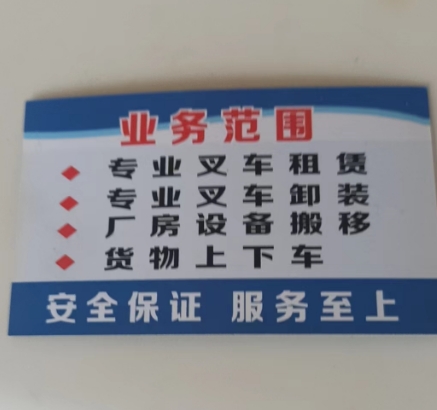 业务范围
专业叉车租赁
专业叉车卸装
厂房设备搬移
货物上下车
安全保证 服务至上